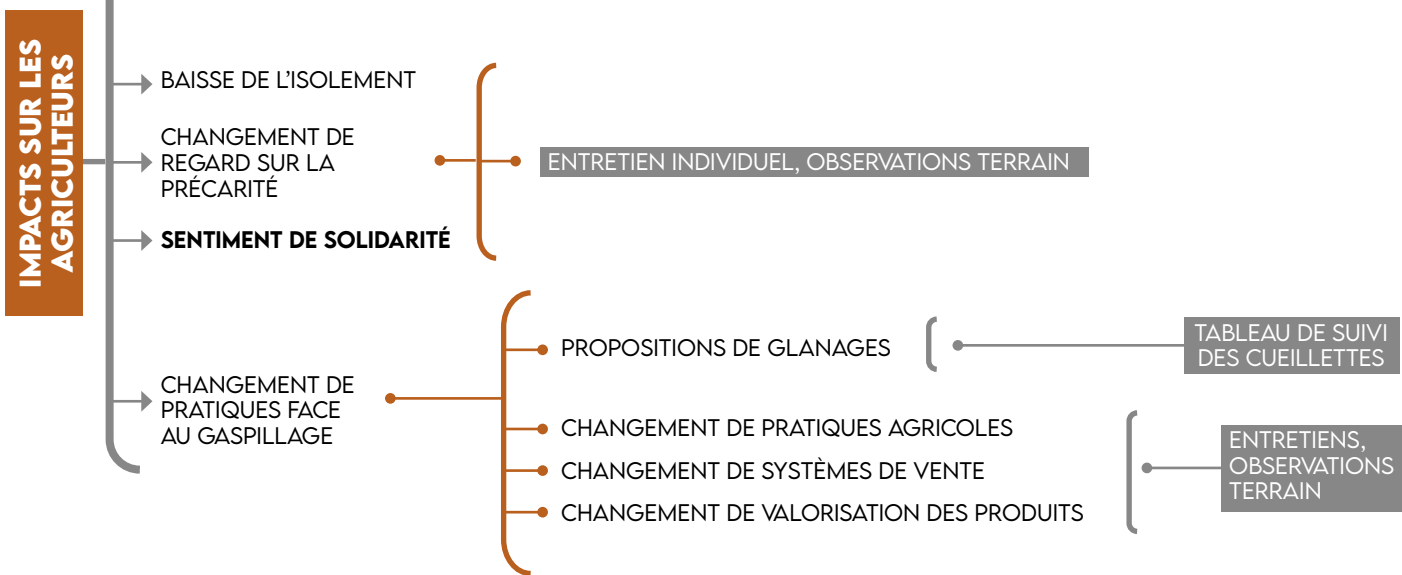 IMPACTS SUR LES
AGRICULTEURS
BAISSE DE L'ISOLEMENT
CHANGEMENT DE
REGARD SUR LA
PRÉCARITÉ
ENTRETIEN INDIVIDUEL, OBSERVATIONS TERRAIN
SENTIMENT DE SOLIDARITÉ
CHANGEMENT DE
PRATIQUES FACE
AU GASPILLAGE
PROPOSITIONS DE GLANAGES
TABLEAU DE SUIVI
DES CUEILLETTES
CHANGEMENT DE PRATIQUES AGRICOLES
CHANGEMENT DE SYSTÈMES DE VENTE
CHANGEMENT DE VALORISATION DES PRODUITS
ENTRETIENS,
OBSERVATIONS
TERRAIN